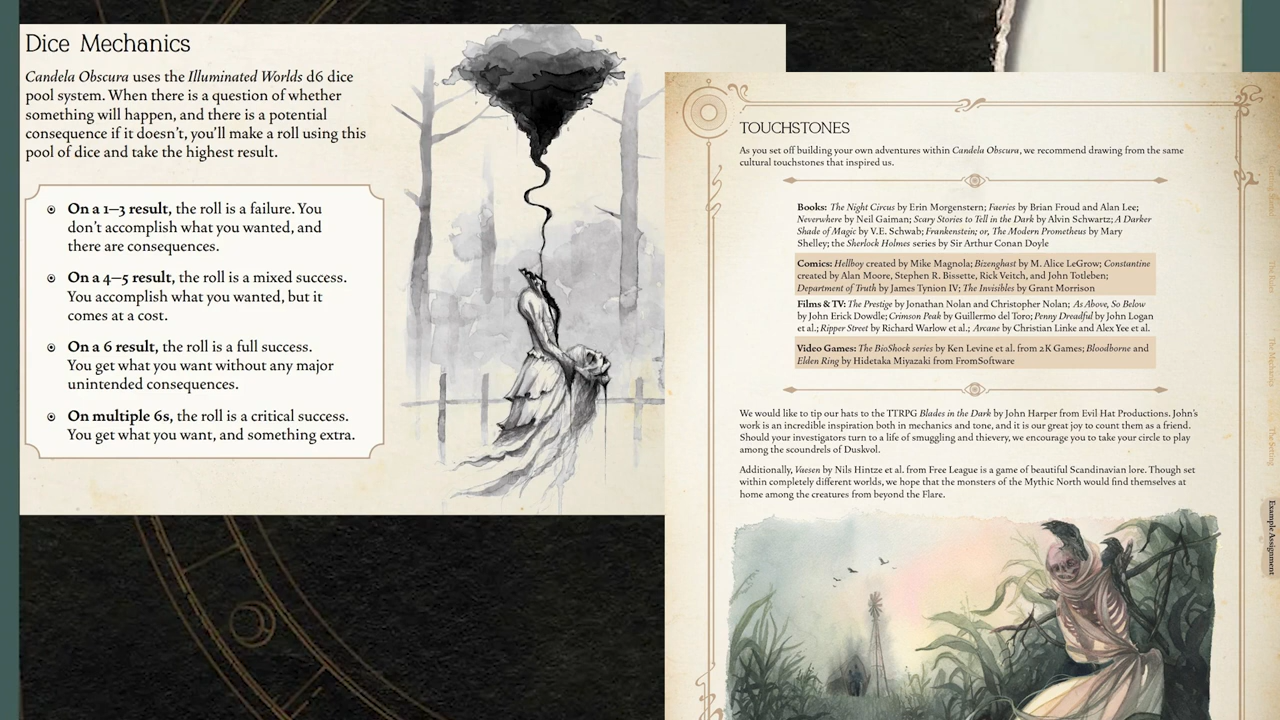 Dice Mechanics
Candela Obscura uses the Illuminated Worlds d6 dice
pool system. When there is a question of whether
something will happen, and there is a potential
consequence if it doesn't, you'll make a roll using this
pool of dice and take the highest result.
On a 1–3 result, the roll is a failure. You
don't accomplish what you wanted, and
there are consequences.
On a 4–5 result, the roll is a mixed success.
You accomplish what you wanted, but it
comes at a cost.
On a 6 result, the roll is a full success.
You get what you want without any major
unintended consequences.
On multiple 6s, the roll is a critical success.
You get what you want, and something extra.
TOUCHSTONES
As you set off building your own adventures within Candela Obscura, we recommend drawing from the same
cultural touchstones that inspired us.
Books: The Night Circus by Erin Morgenstern; Faeries by Brian Froud and Alan Lee;
Neverwhere by Neil Gaiman; Scary Stories to Tell in the Dark by Alvin Schwartz; A Darker
Shade of Magic by V.E. Schwab; Frankenstein; or, The Modern Prometheus by Mary
Shelley; the Sherlock Holmes series by Sir Arthur Conan Doyle
Comics: Hellboy created by Mike Magnola; Bizenghast by M. Alice LeGrow; Constantine
created by Alan Moore, Stephen R. Bissette, Rick Veitch, and John Totleben;
Department of Truth by James Tynion IV; The Invisibles by Grant Morrison
Films & TV: The Prestige by Jonathan Nolan and Christopher Nolan; As Above, So Below
by John Erick Dowdle; Crimson Peak by Guillermo del Toro; Penny Dreadful by John Logan
et al.; Ripper Street by Richard Warlow et al.; Arcane by Christian Linke and Alex Yee et al.
Video Games: The BioShock series by Ken Levine et al. from 2K Games; Bloodborne and
Elden Ring by Hidetaka Miyazaki from FromSoftware
We would like to tip our hats to the TTRPG Blades in the Dark by John Harper from Evil Hat Productions. John's
work is an incredible inspiration both in mechanics and tone, and it is our great joy to count them as a friend.
Should your investigators turn to a life of smuggling and thievery, we encourage you to take your circle to play
among the scoundrels of Duskvol.
Additionally, Vaesen by Nils Hintze et al. from Free League is a game of beautiful Scandinavian lore. Though set
within completely different worlds, we hope that the monsters of the Mythic North would find themselves at
home among the creatures from beyond the Flare.
The Mechanics
The Setting
Example Assignment